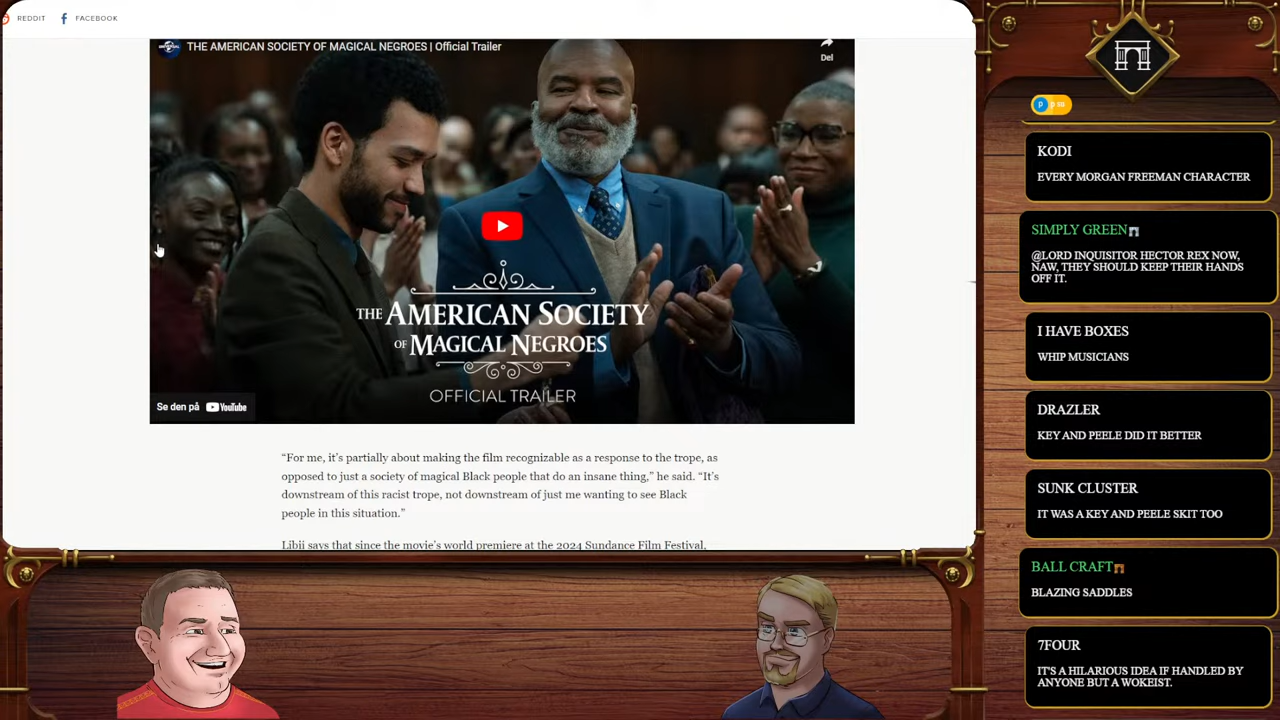 REDDIT
FACEBOOK
UNIVERSAL
THE AMERICAN SOCIETY OF MAGICAL NEGROES | Official Trailer
Del
THE AMERICAN SOCIETY
OF MAGICAL NEGROES
OFFICIAL TRAILER
Se den på YouTube
“For me, it’s partially about making the film recognizable as a response to the trope, as
opposed to just a society of magical Black people that do an insane thing,” he said. “It’s
downstream of this racist trope, not downstream of just me wanting to see Black
people in this situation.”
Libii says that since the movie’s world premiere at the 2024 Sundance Film Festival,
KODI
EVERY MORGAN FREEMAN CHARACTER
SIMPLY GREEN
@LORD INQUISITOR HECTOR REX NOW,
NAW, THEY SHOULD KEEP THEIR HANDS
OFF IT.
I HAVE BOXES
WHIP MUSICIANS
DRAZLER
KEY AND PEELE DID IT BETTER
SUNK CLUSTER
IT WAS A KEY AND PEELE SKIT TOO
BALL CRAFT
BLAZING SADDLES
7FOUR
IT'S A HILARIOUS IDEA IF HANDLED BY
ANYONE BUT A WOKEIST.